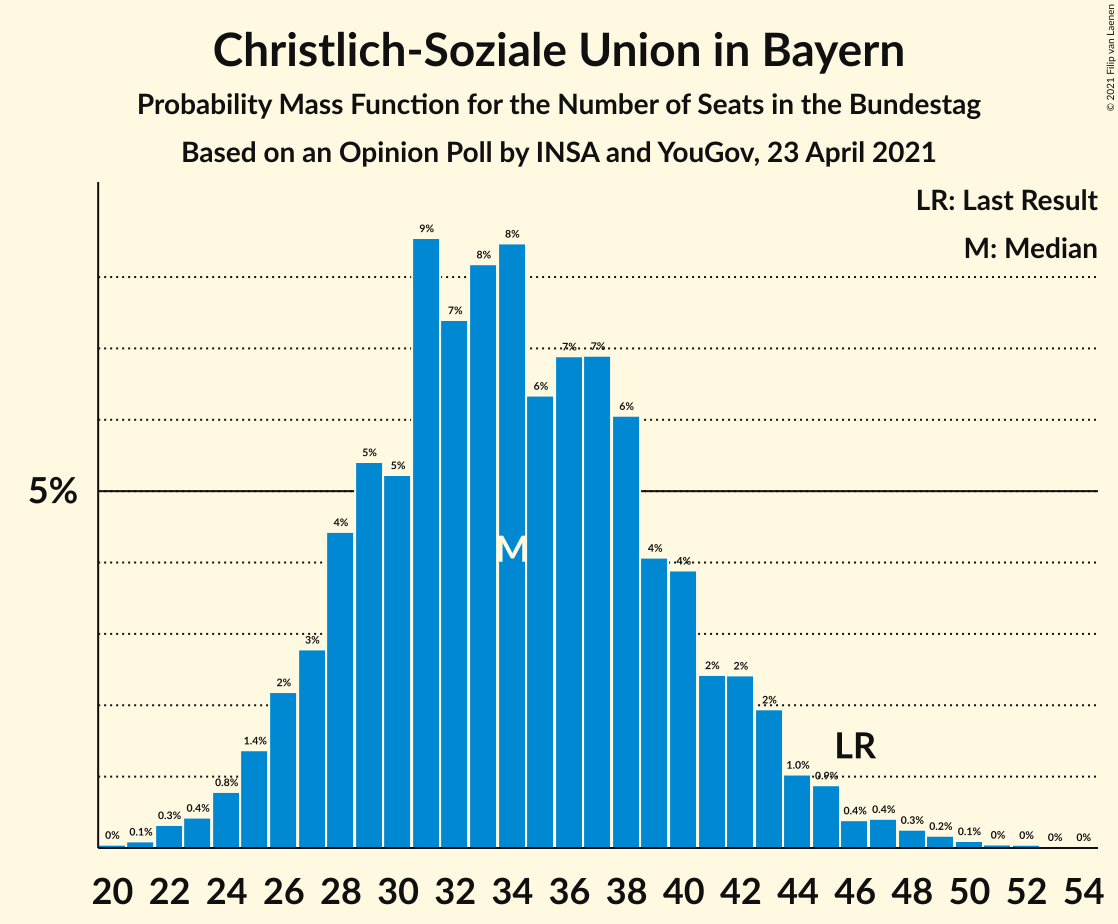 Christlich-Soziale Union in Bayern
Probability Mass Function for the Number of Seats in the Bundestag
Based on an Opinion Poll by INSA and YouGov, 23 April 2021
© 2021 Filip van Laenen
LR: Last Result
M: Median
5%
0% 0.1% 0.3% 0.4% 0.8% 1.4% 2% 3% 4% 5% 5% 9% 7% 8% 8% 6% 7% 7% 6% 4% 4% 2% 2% 2% 1.0% 0.9% 0.4% 0.4% 0.3% 0.2% 0.1% 0% 0% 0% 0%
M
LR
20 22 24 26 28 30 32 34 36 38 40 42 44 46 48 50 52 54